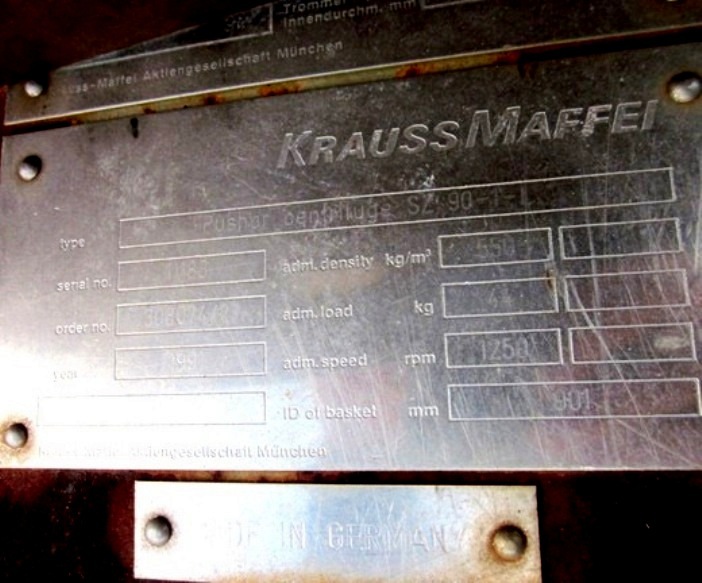 Trommel
Innendurchm. mm
Krauss-Maffei Aktiengesellschaft München
KRAUSSMAFFEI
type Pusher centrifuge SZ 90-1-L
serial no. adm. density kg/m³
order no. adm. load kg
year adm. speed rpm 1250
ID of basket mm 901
Krauss-Maffei Aktiengesellschaft München
MADE IN GERMANY